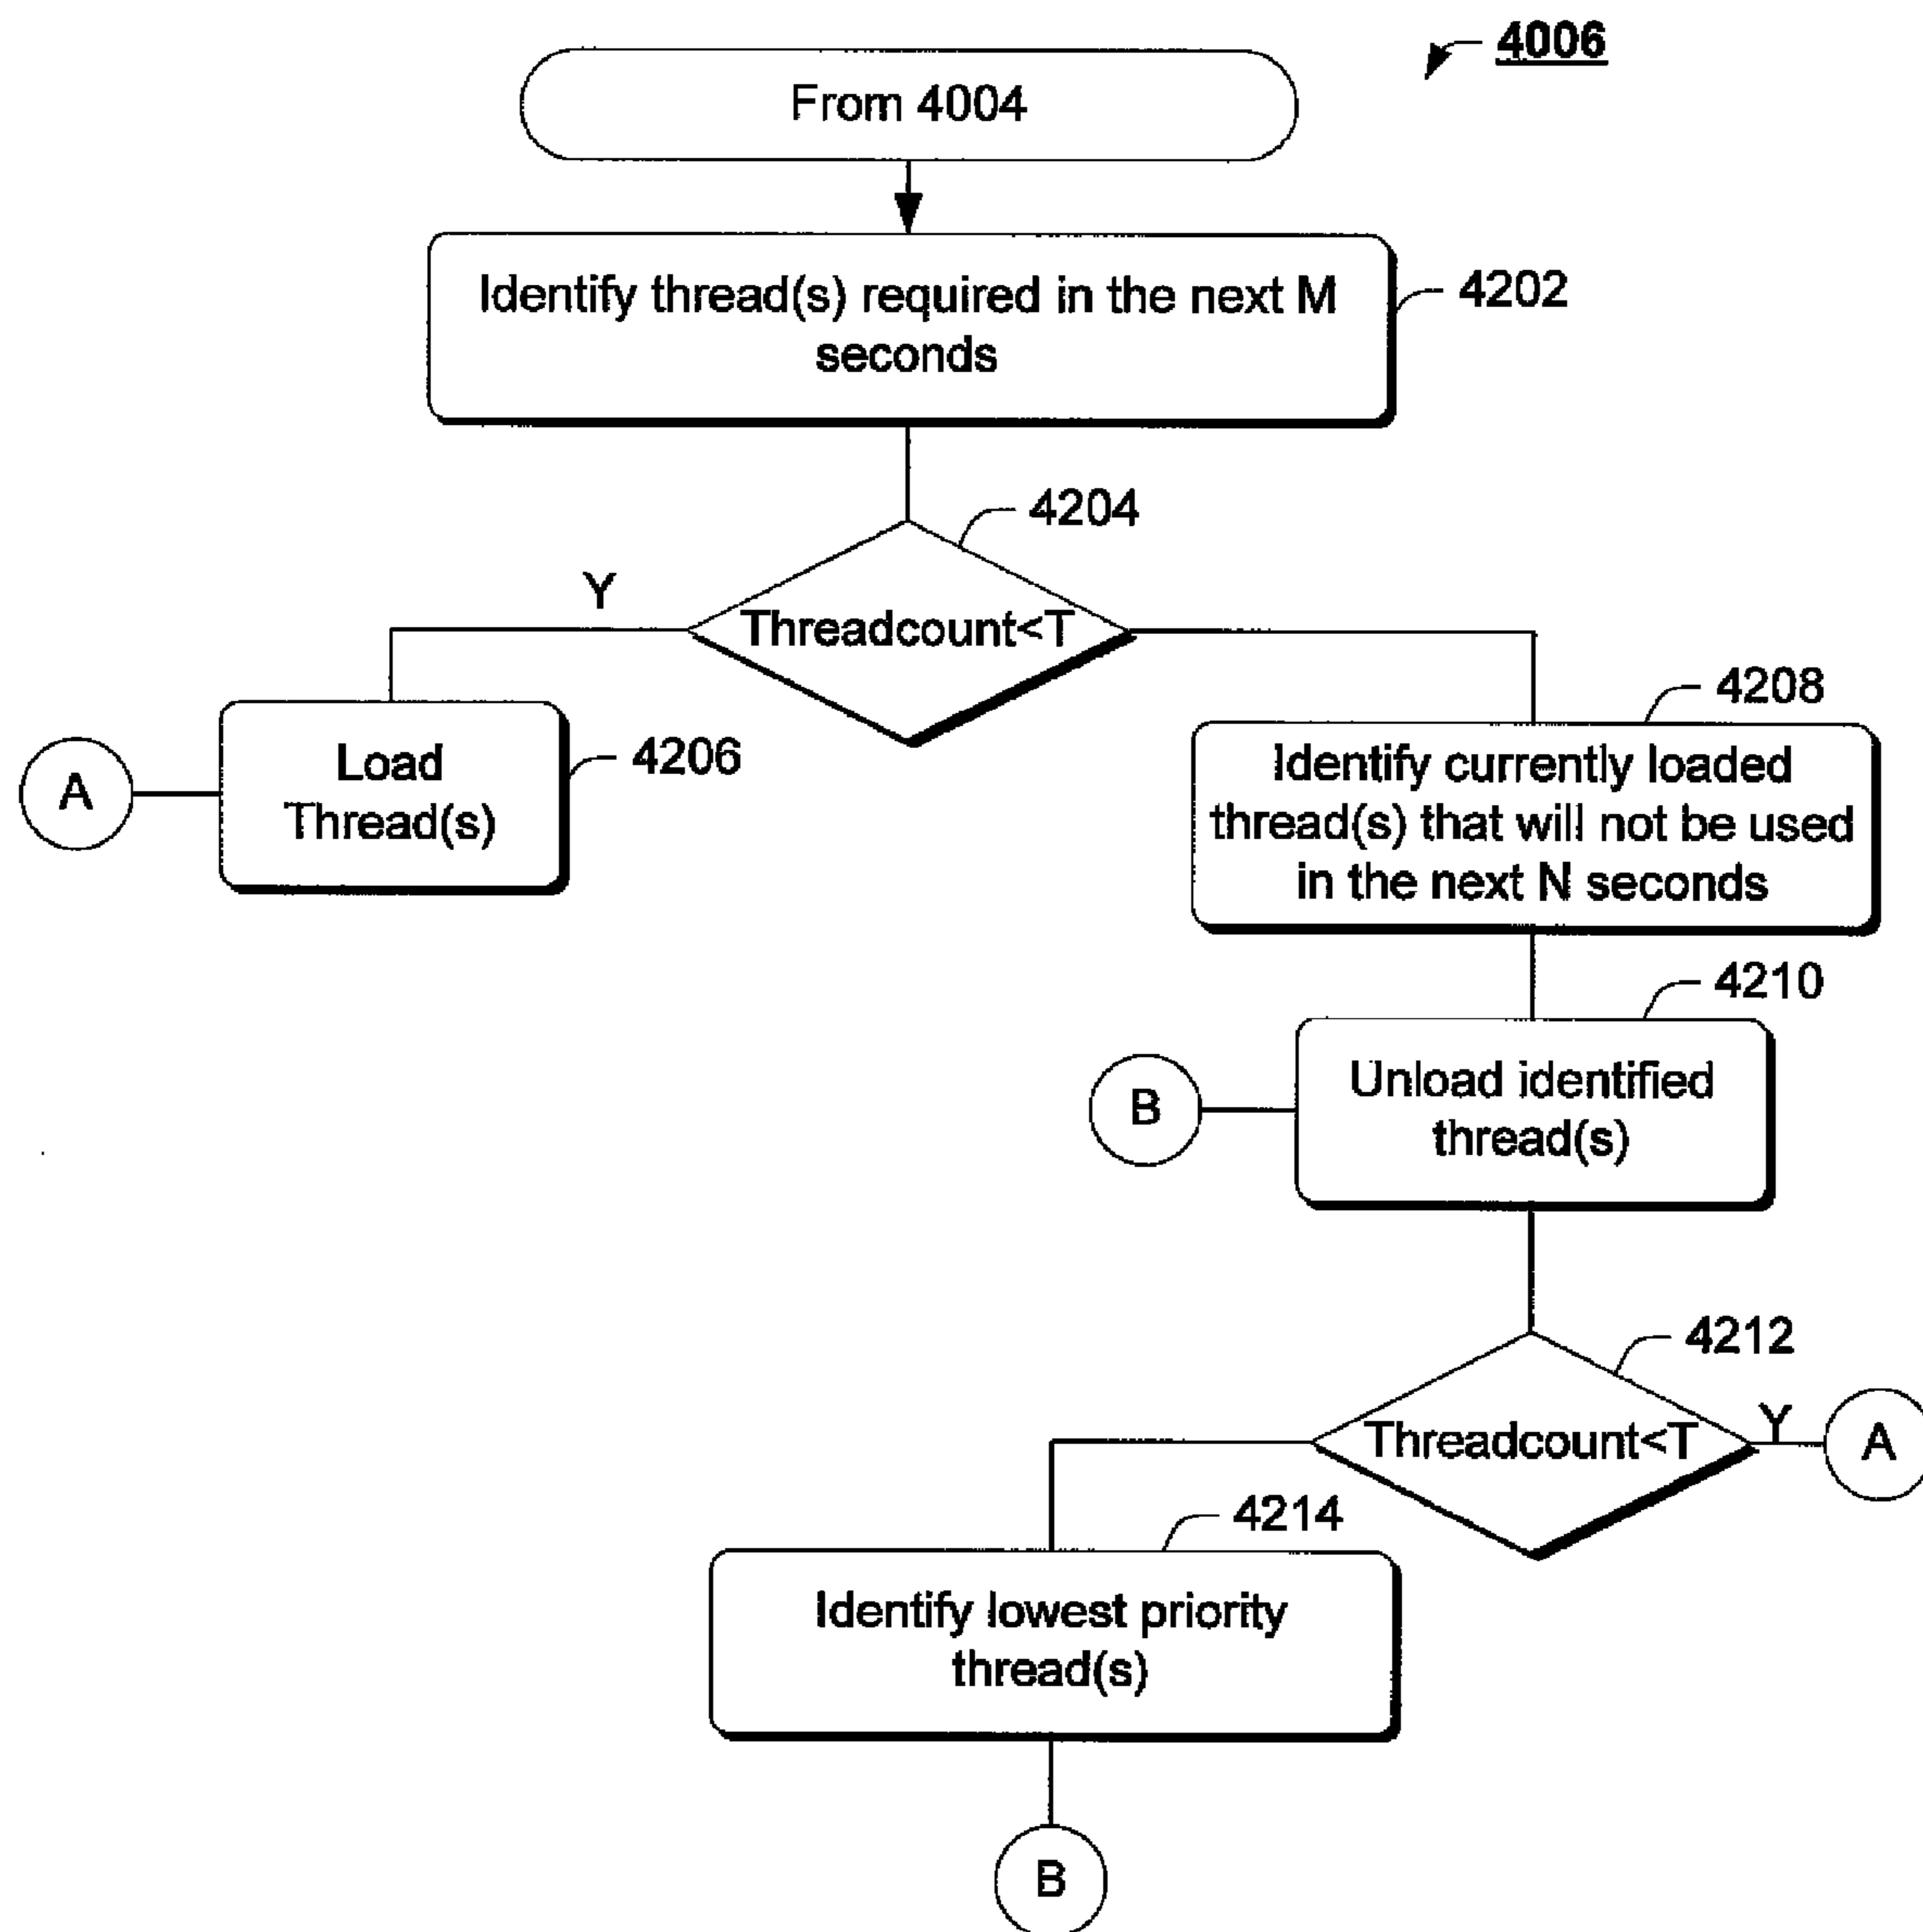 4006
From 4004
Identify thread(s) required in the next M
seconds
4202
4204
Y
Threadcount<T
4208
A
Load
Thread(s)
4206
Identify currently loaded
thread(s) that will not be used
in the next N seconds
4210
B
Unload identified
thread(s)
4212
Threadcount<T
Y
A
4214
Identify lowest priority
thread(s)
B